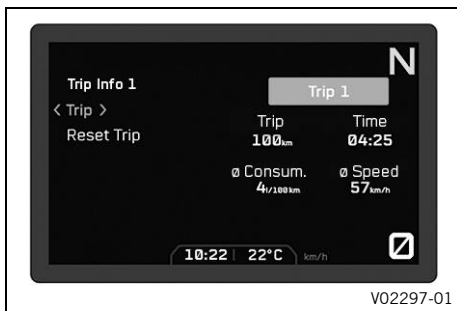 N
Trip Info 1
Trip 1
< Trip >
Trip Time
Reset Trip
100km 04:25
ø Consum. ø Speed
4l/100km 57km/h
10:22 | 22°C km/h 0
V02297-01